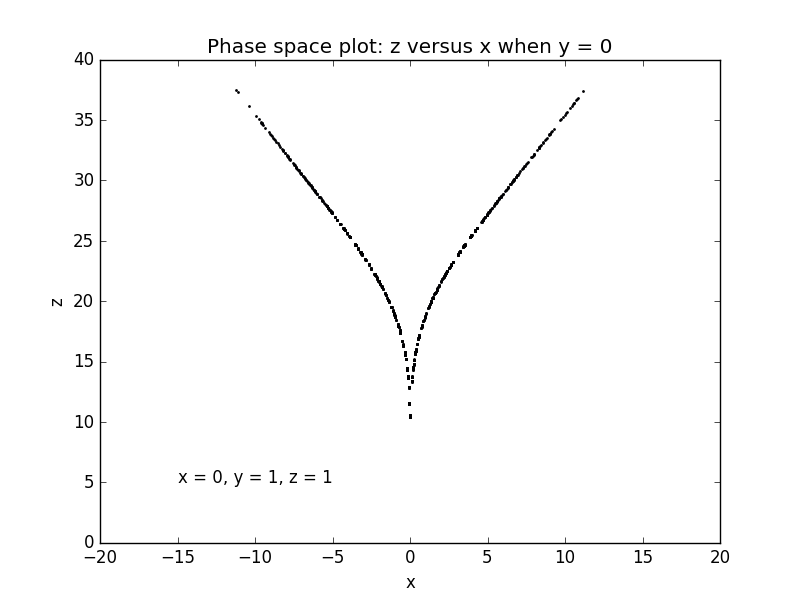 Phase space plot: z versus x when y = 0
40
35
30
25
20
15
10
5
0
z
x = 0, y = 1, z = 1
−20 −15 −10 −5 0 5 10 15 20
x